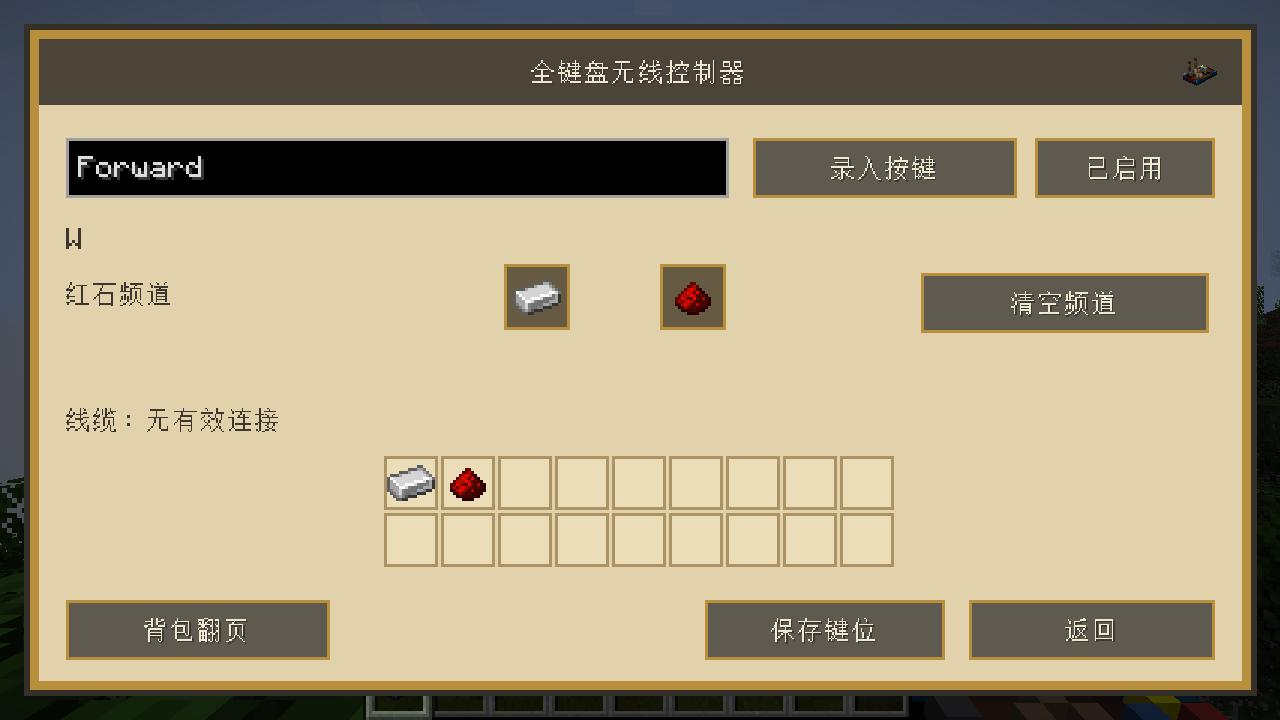 全键盘无线控制器
Forward
录入按键
已启用
W
红石频道
清空频道
线缆：无有效连接
背包翻页
保存键位
返回